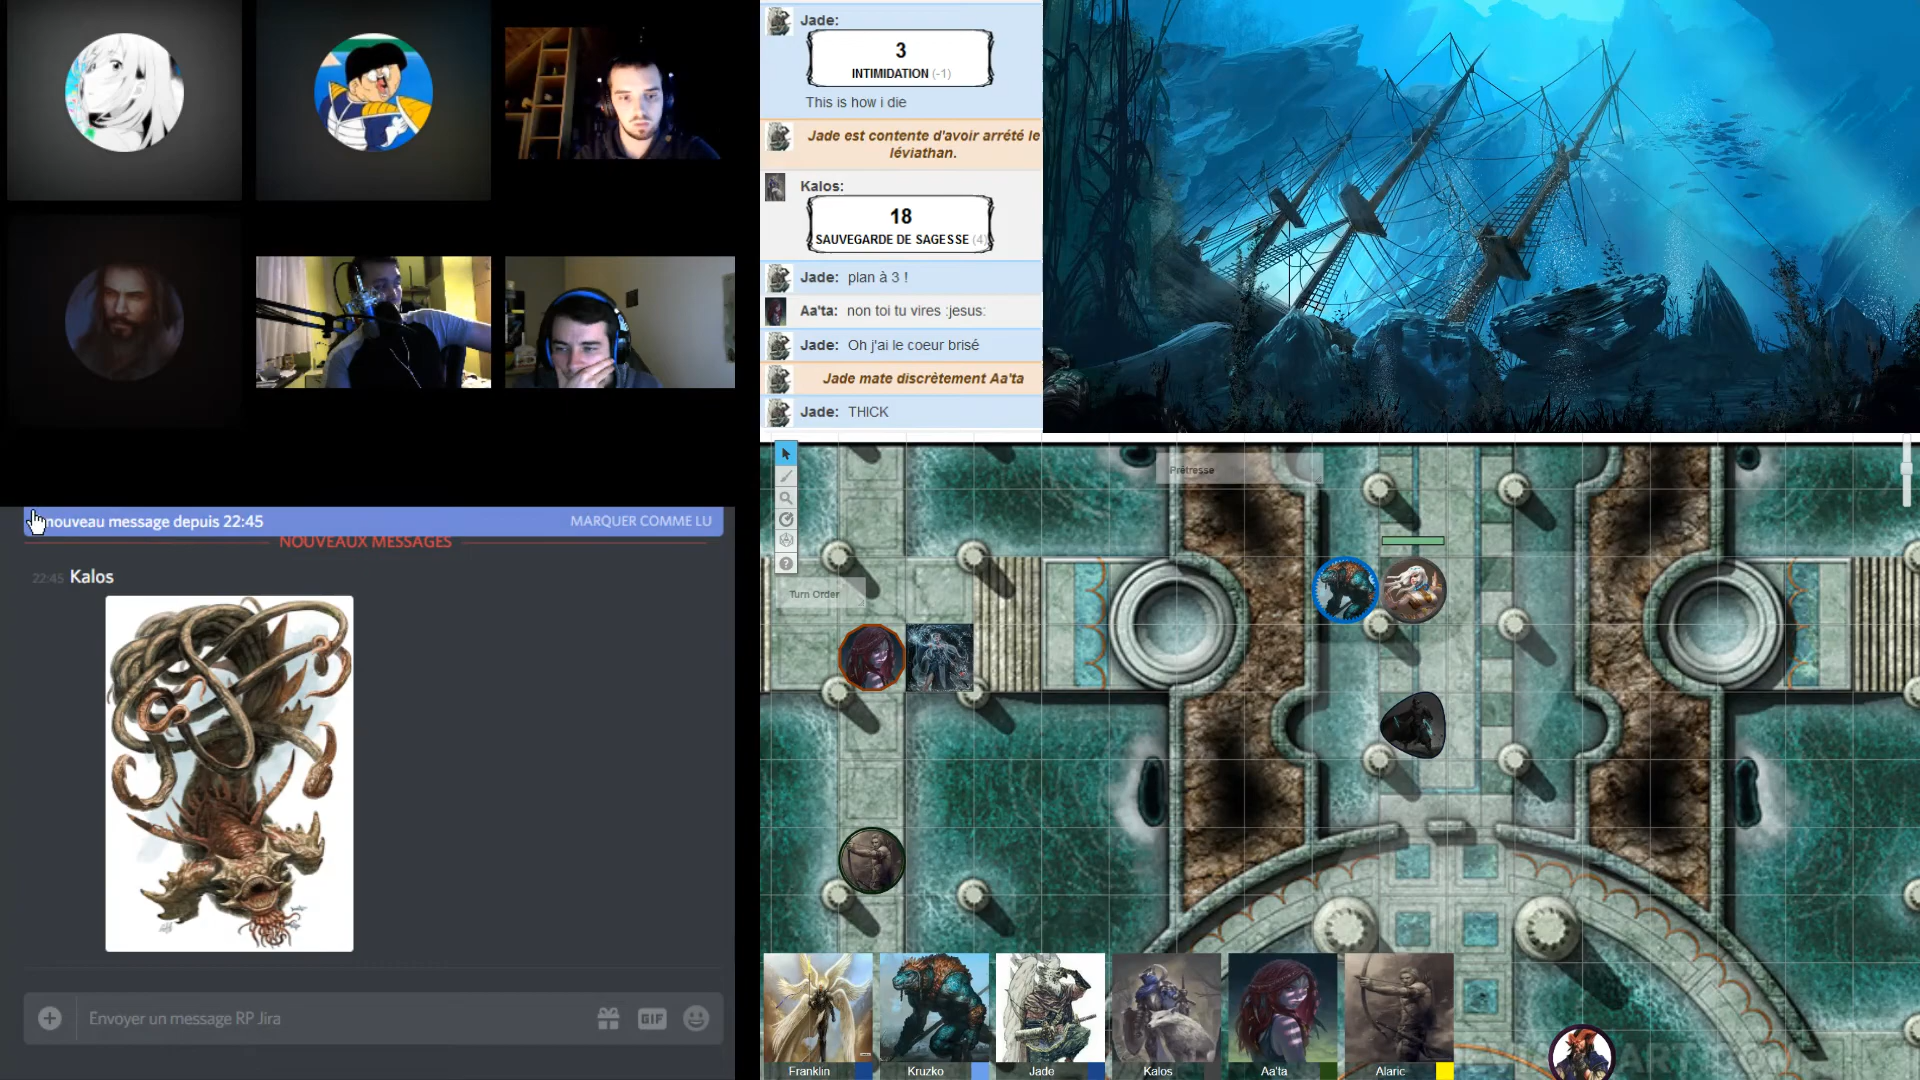 Jade:
3
INTIMIDATION (-1)
This is how i die
Jade est contente d'avoir arrété le
léviathan.
Kalos:
18
SAUVEGARDE DE SAGESSE (4)
Jade: plan à 3 !
Aa'ta: non toi tu vires :jesus:
Jade: Oh j'ai le coeur brisé
Jade mate discrètement Aa'ta
Jade: THICK
nouveau message depuis 22:45
MARQUER COMME LU
NOUVEAUX MESSAGES
22:45 Kalos
Envoyer un message RP Jira
GIF
Prêtresse
Turn Order
Franklin
Kruzko
Jade
Kalos
Aa'ta
Alaric